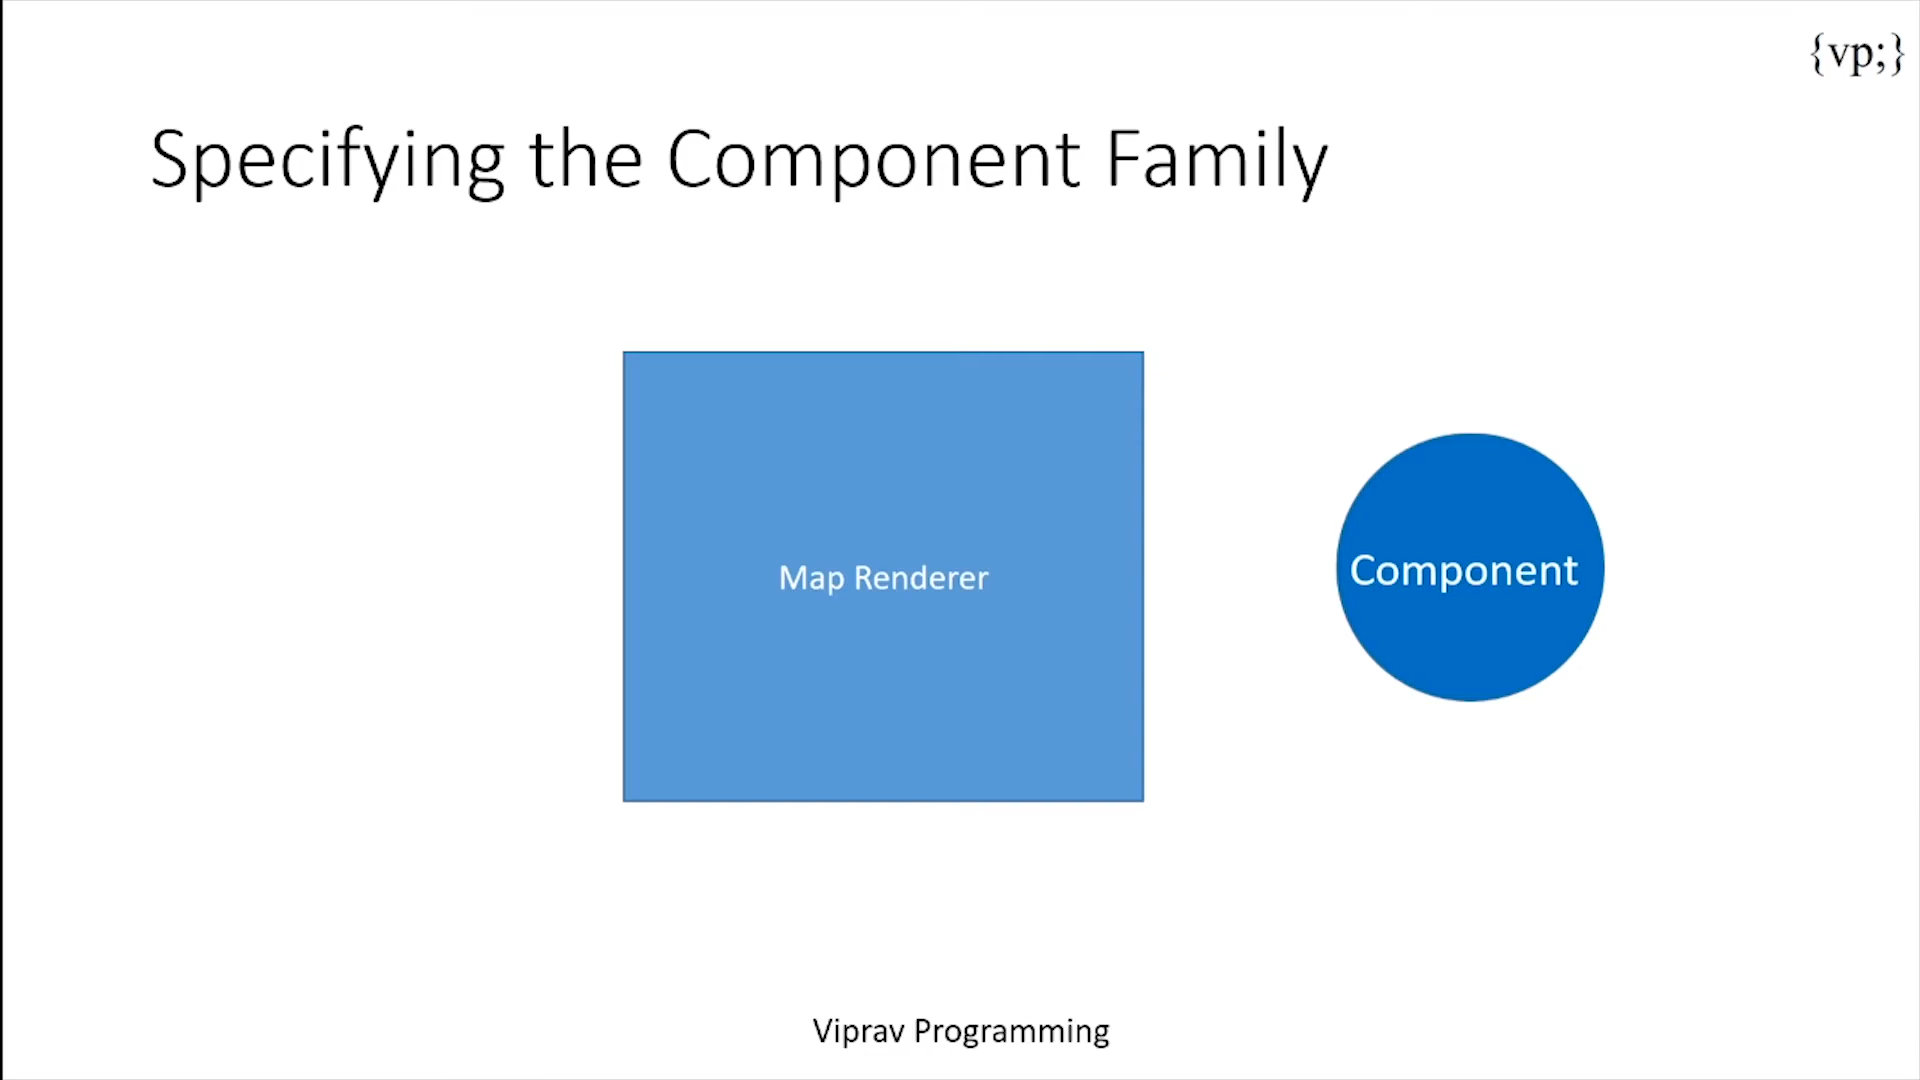 {vp;}
Specifying the Component Family
Map Renderer
Component
Viprav Programming